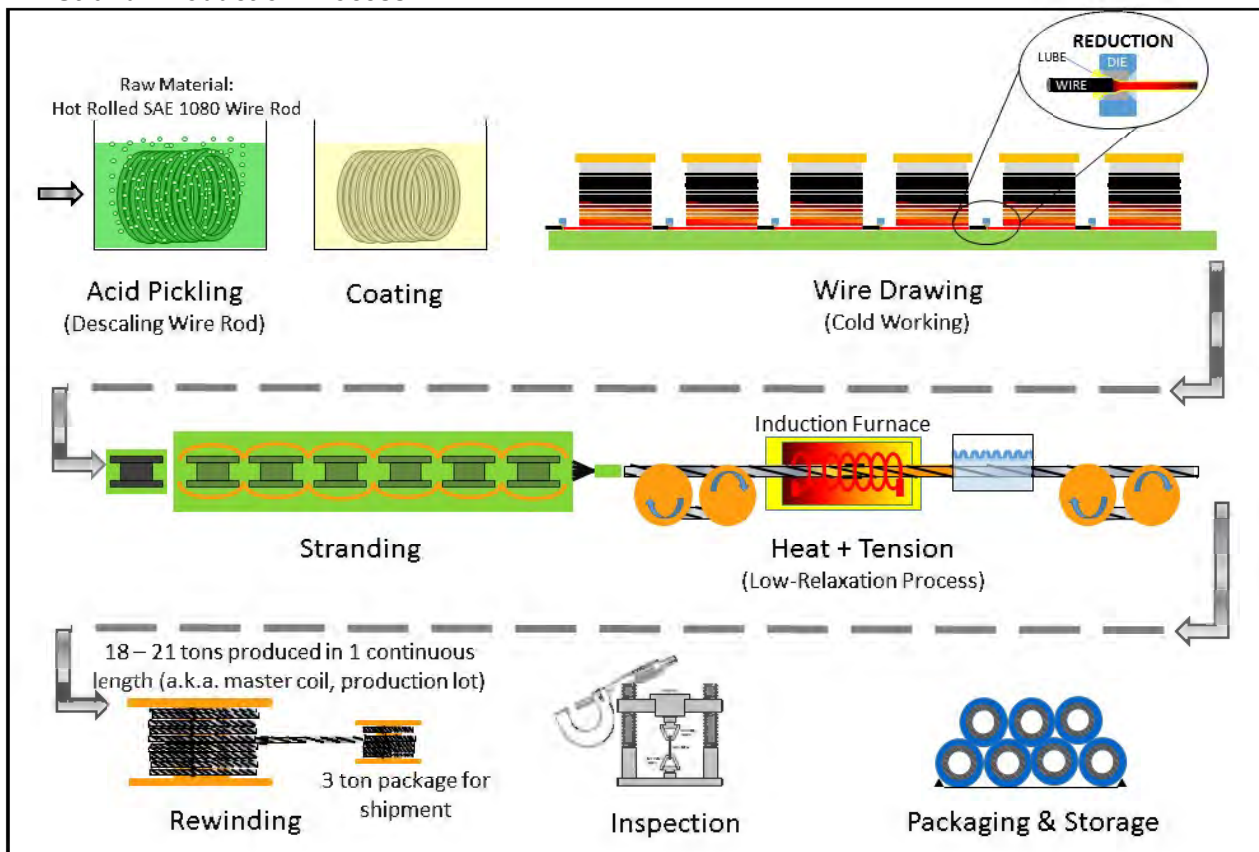 Raw Material:
Hot Rolled SAE 1080 Wire Rod
REDUCTION
LUBE
DIE
WIRE
Acid Pickling
(Descaling Wire Rod)
Coating
Wire Drawing
(Cold Working)
Induction Furnace
Stranding
Heat + Tension
(Low-Relaxation Process)
18 – 21 tons produced in 1 continuous
length (a.k.a. master coil, production lot)
3 ton package for
shipment
Rewinding
Inspection
Packaging & Storage